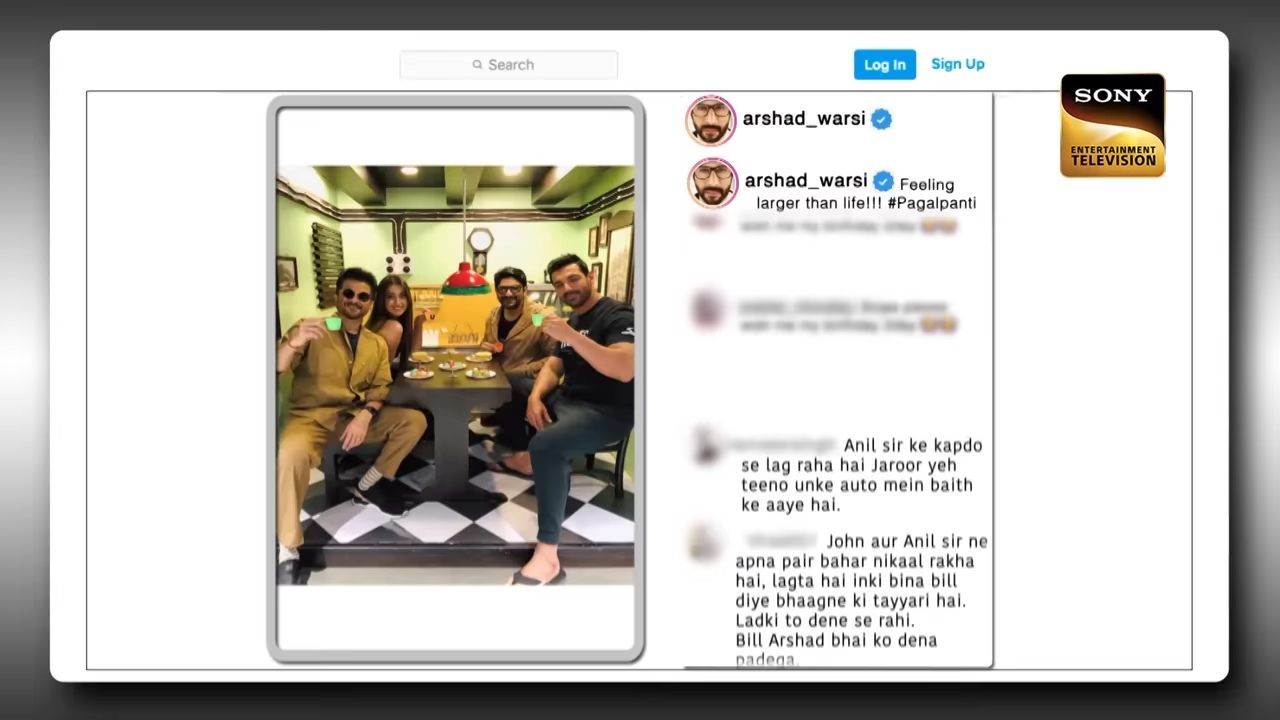 Search
Log In
Sign Up
SONY
ENTERTAINMENT
TELEVISION
arshad_warsi
arshad_warsi Feeling
larger than life!!! #Pagalpanti
Anil sir ke kapdo
se lag raha hai Jaroor yeh
teeno unke auto mein baith
ke aaye hai.
John aur Anil sir ne
apna pair bahar nikaal rakha
hai, lagta hai inki bina bill
diye bhaagne ki tayyari hai.
Ladki to dene se rahi.
Bill Arshad bhai ko dena
padega.